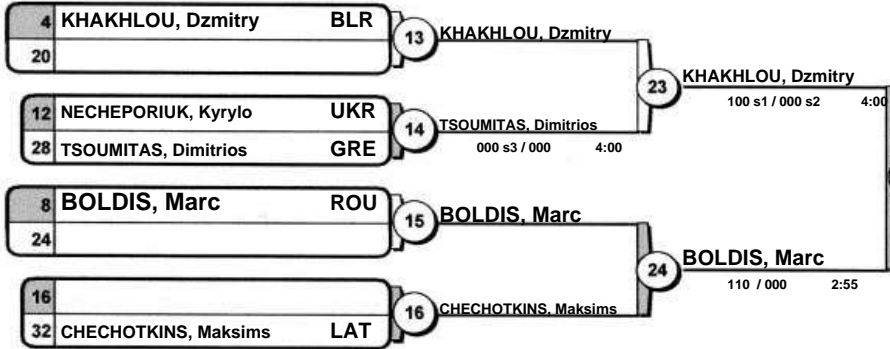 4 KHAKHLOU, Dzmitry BLR
20
13 KHAKHLOU, Dzmitry
12 NECHEPORIUK, Kyrylo UKR
28 TSOUMITAS, Dimitrios GRE
14 TSOUMITAS, Dimitrios
000 s3 / 000 4:00
23 KHAKHLOU, Dzmitry
100 s1 / 000 s2 4:00
8 BOLDIS, Marc ROU
24
15 BOLDIS, Marc
16
32 CHECHOTKINS, Maksims LAT
16 CHECHOTKINS, Maksims
24 BOLDIS, Marc
110 / 000 2:55